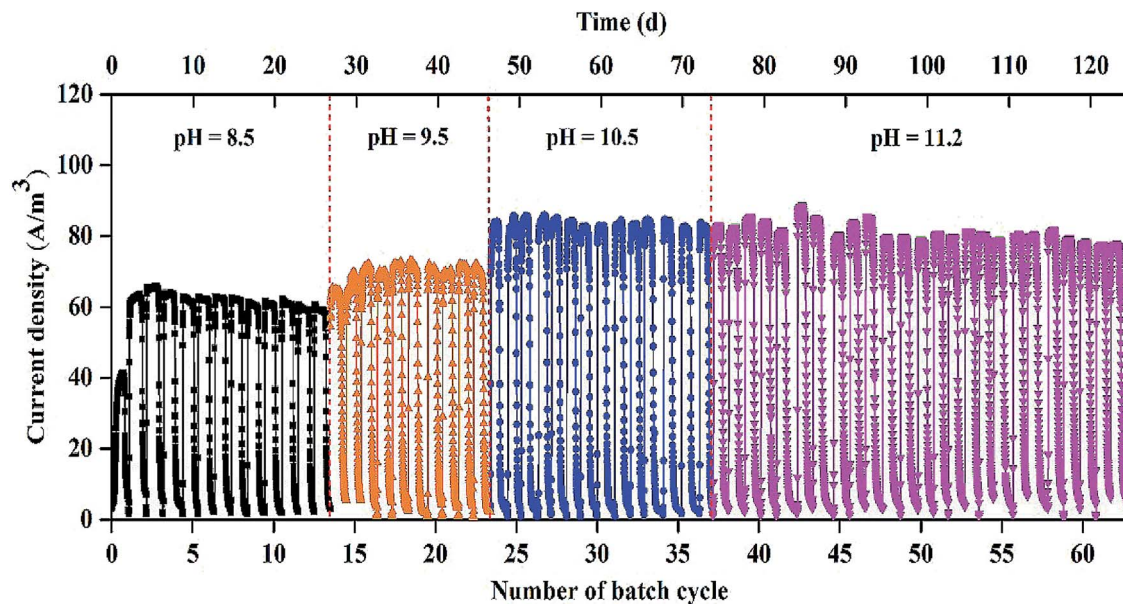 Time (d)
0 10 20 30 40 50 60 70 80 90 100 110 120
120
100
80
60
40
20
0
Current density (A/m³)
pH = 8.5 pH = 9.5 pH = 10.5 pH = 11.2
0 5 10 15 20 25 30 35 40 45 50 55 60
Number of batch cycle